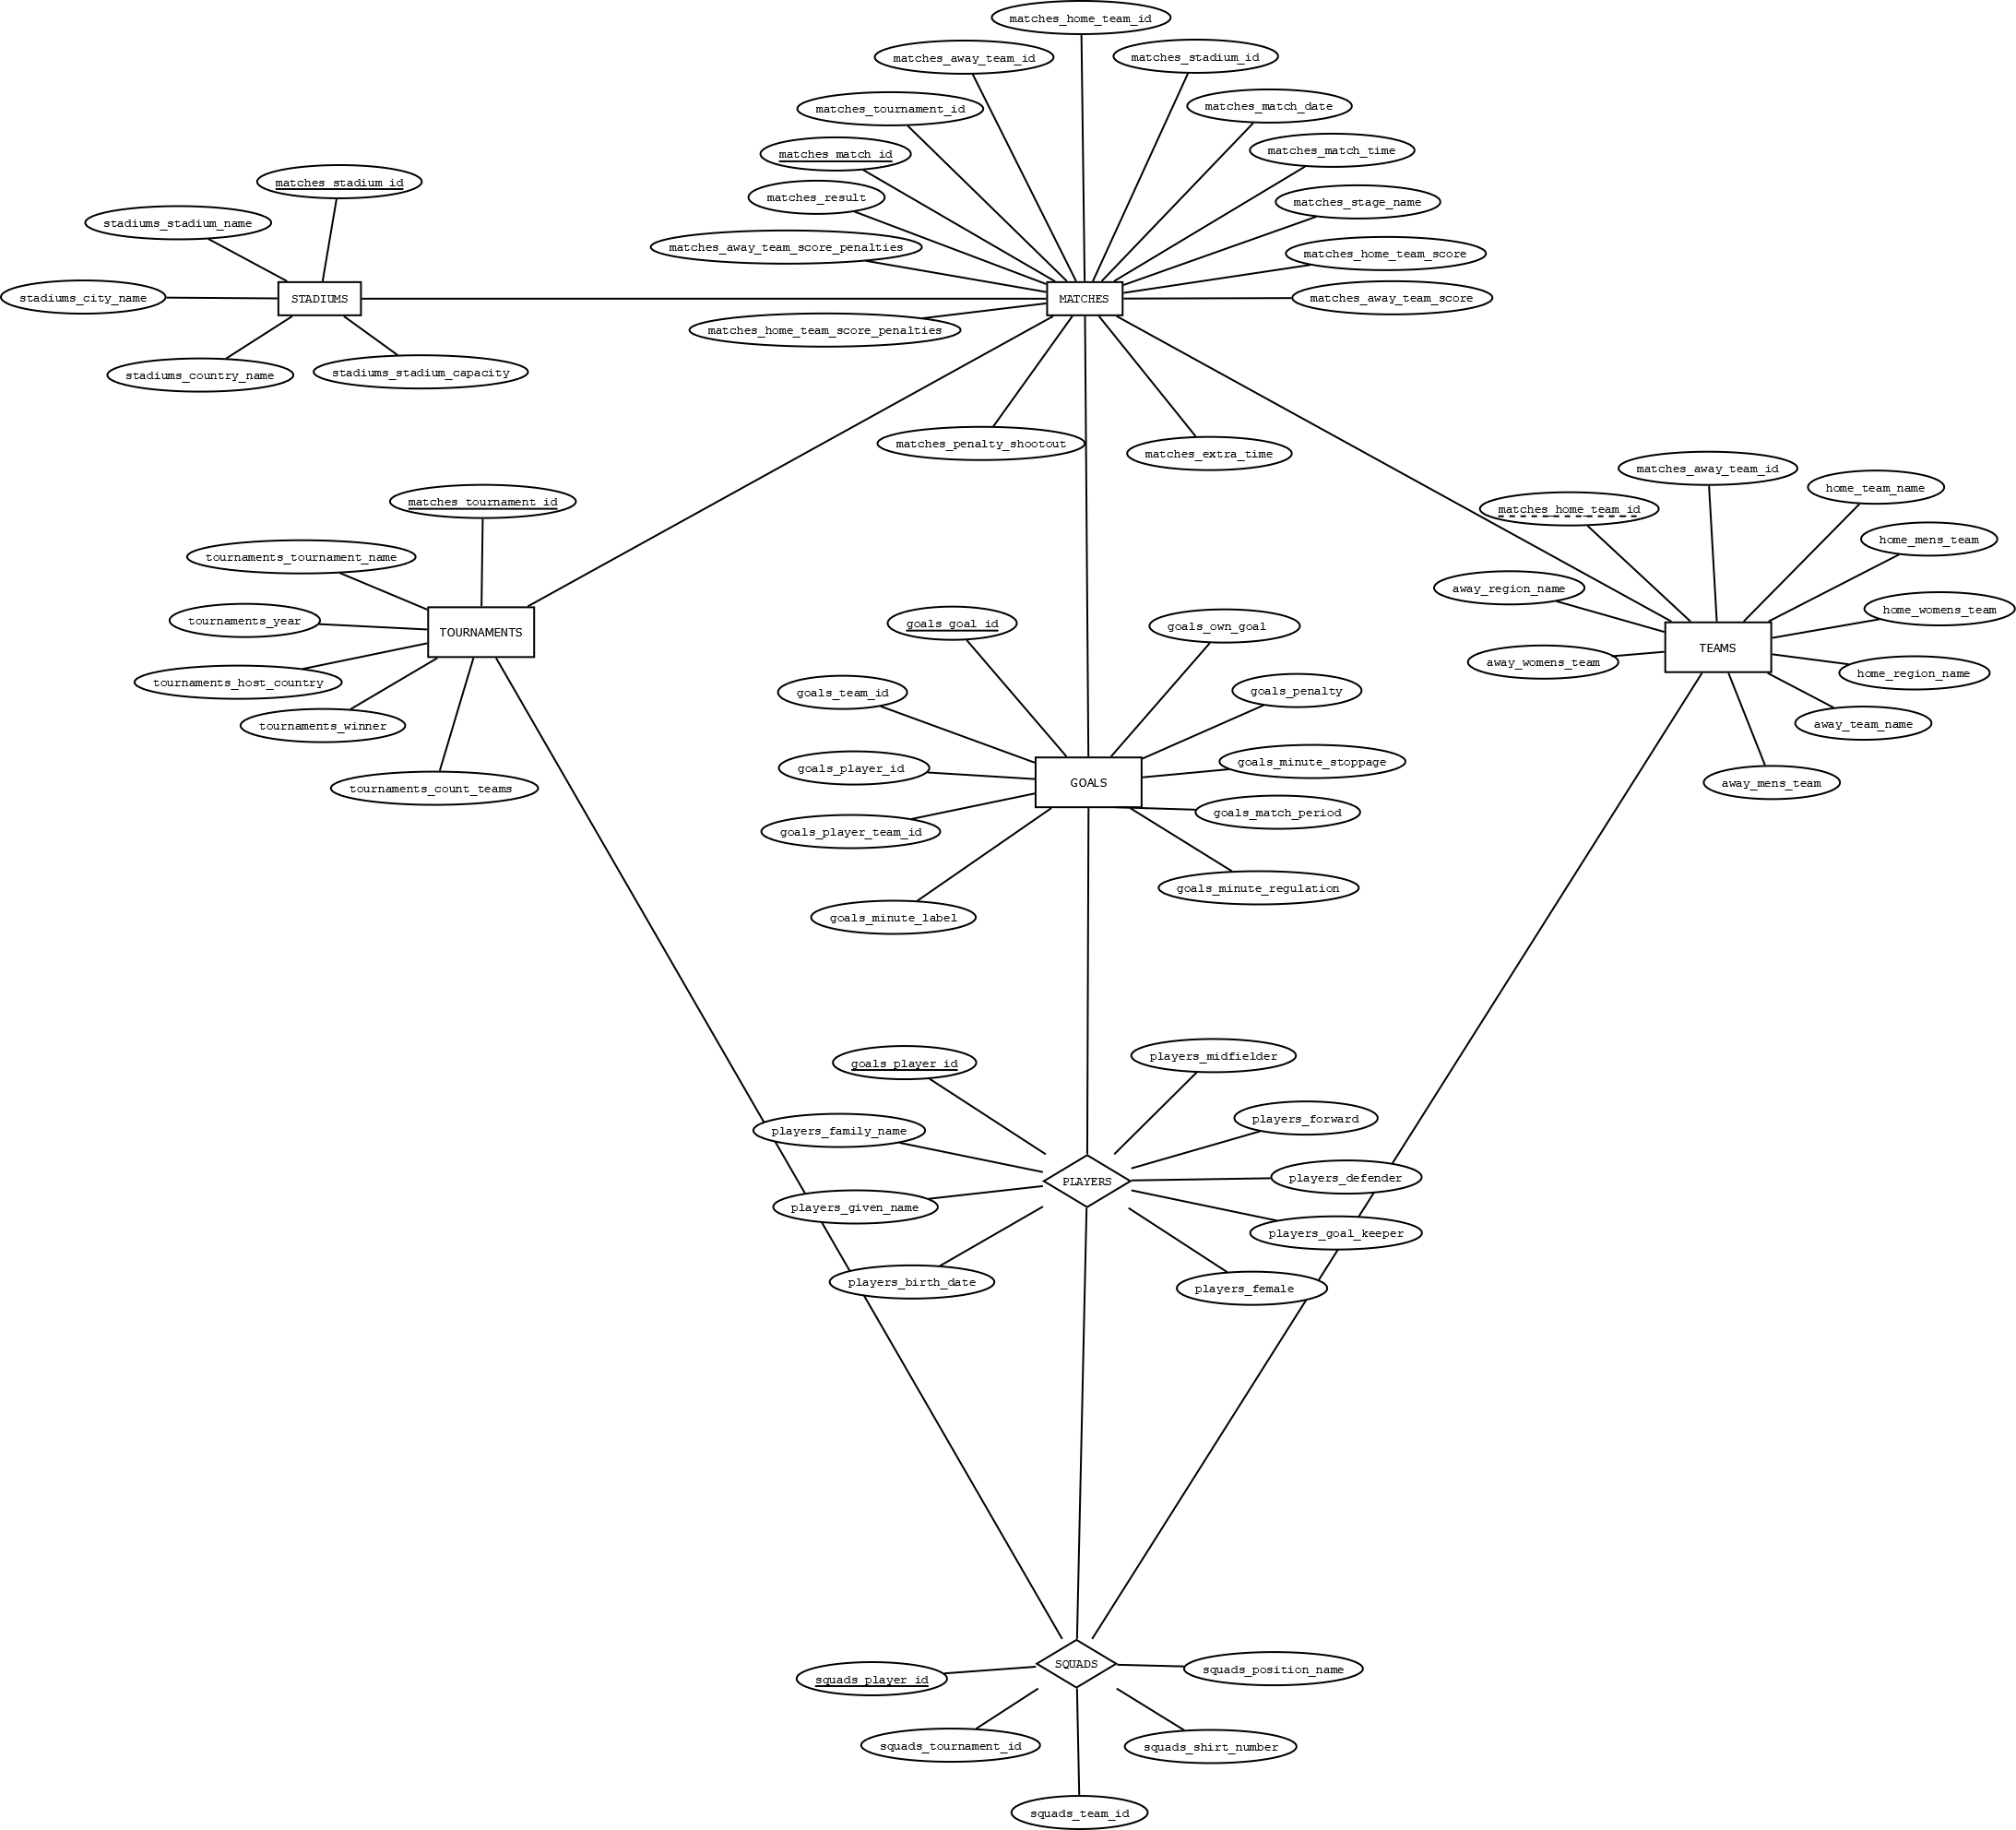 matches_home_team_id
matches_away_team_id
matches_stadium_id
matches_tournament_id
matches_match_date
matches_match_id
matches_match_time
matches_result
matches_stage_name
matches_away_team_score_penalties
matches_home_team_score
matches_stadium_id
stadiums_stadium_name
stadiums_city_name
STADIUMS
MATCHES
matches_away_team_score
matches_home_team_score_penalties
stadiums_country_name
stadiums_stadium_capacity
matches_penalty_shootout
matches_extra_time
matches_tournament_id
tournaments_tournament_name
tournaments_year
TOURNAMENTS
tournaments_host_country
tournaments_winner
tournaments_count_teams
matches_away_team_id
matches_home_team_id
home_team_name
home_mens_team
away_region_name
home_womens_team
TEAMS
away_womens_team
home_region_name
away_team_name
away_mens_team
goals_goal_id
goals_own_goal
goals_team_id
goals_penalty
goals_player_id
goals_minute_stoppage
GOALS
goals_player_team_id
goals_match_period
goals_minute_regulation
goals_minute_label
goals_player_id
players_midfielder
players_family_name
players_forward
PLAYERS
players_defender
players_given_name
players_goal_keeper
players_birth_date
players_female
SQUADS
squads_player_id
squads_position_name
squads_tournament_id
squads_shirt_number
squads_team_id